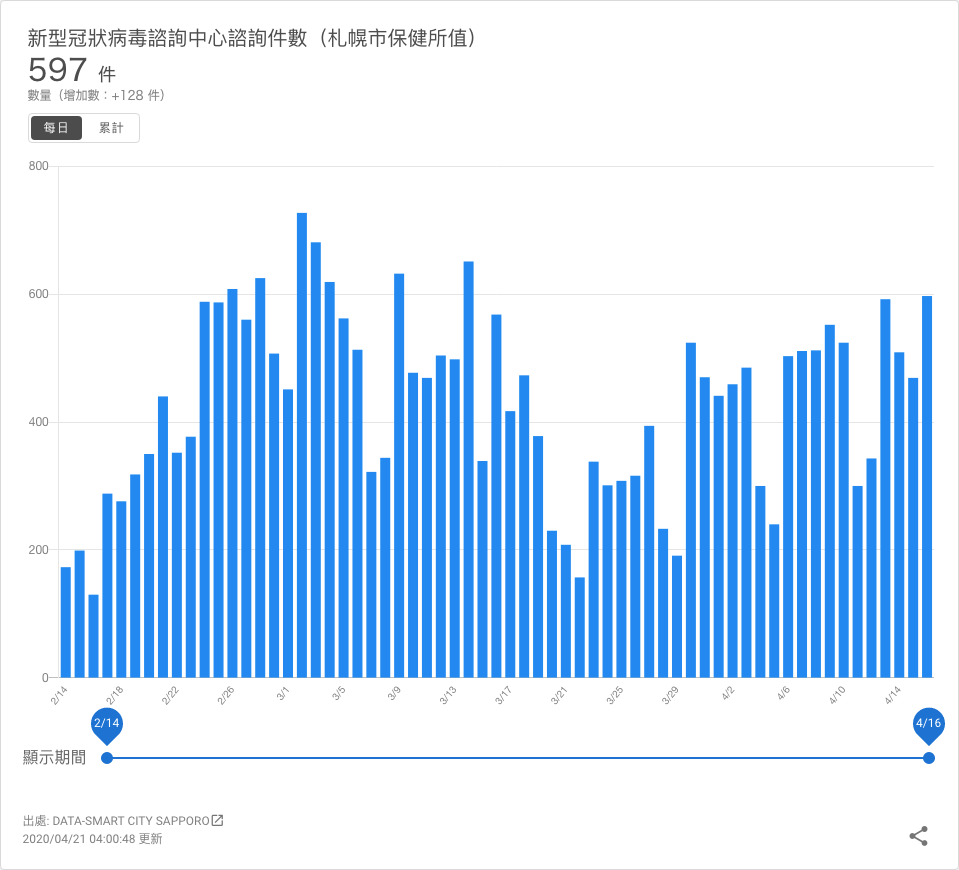 新型冠狀病毒諮詢中心諮詢件數（札幌市保健所值）
597 件
數量（增加數：+128 件）
每日 累計
800
600
400
200
0
2/14 2/18 2/22 2/26 3/1 3/5 3/9 3/13 3/17 3/21 3/25 3/29 4/2 4/6 4/10 4/14
2/14 4/16
顯示期間
出處: DATA-SMART CITY SAPPORO
2020/04/21 04:00:48 更新